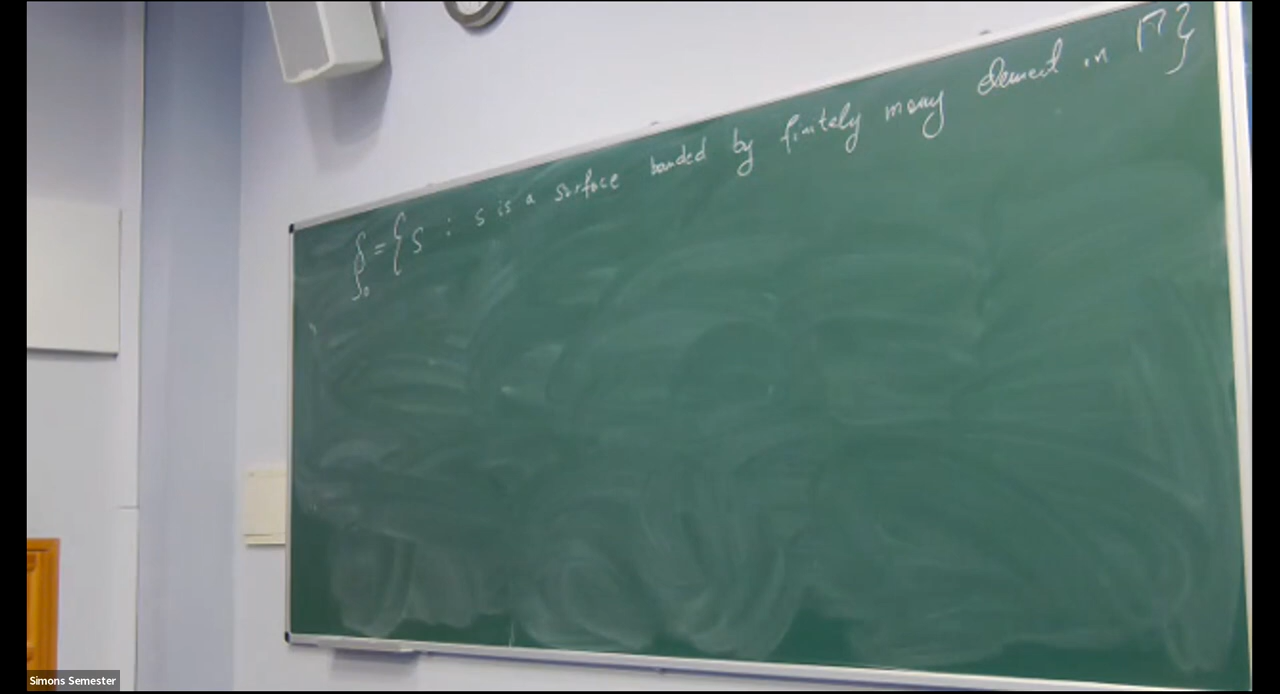 𝒮₀ = { S : S is a surface bounded by finitely many element in Γ }
Simons Semester